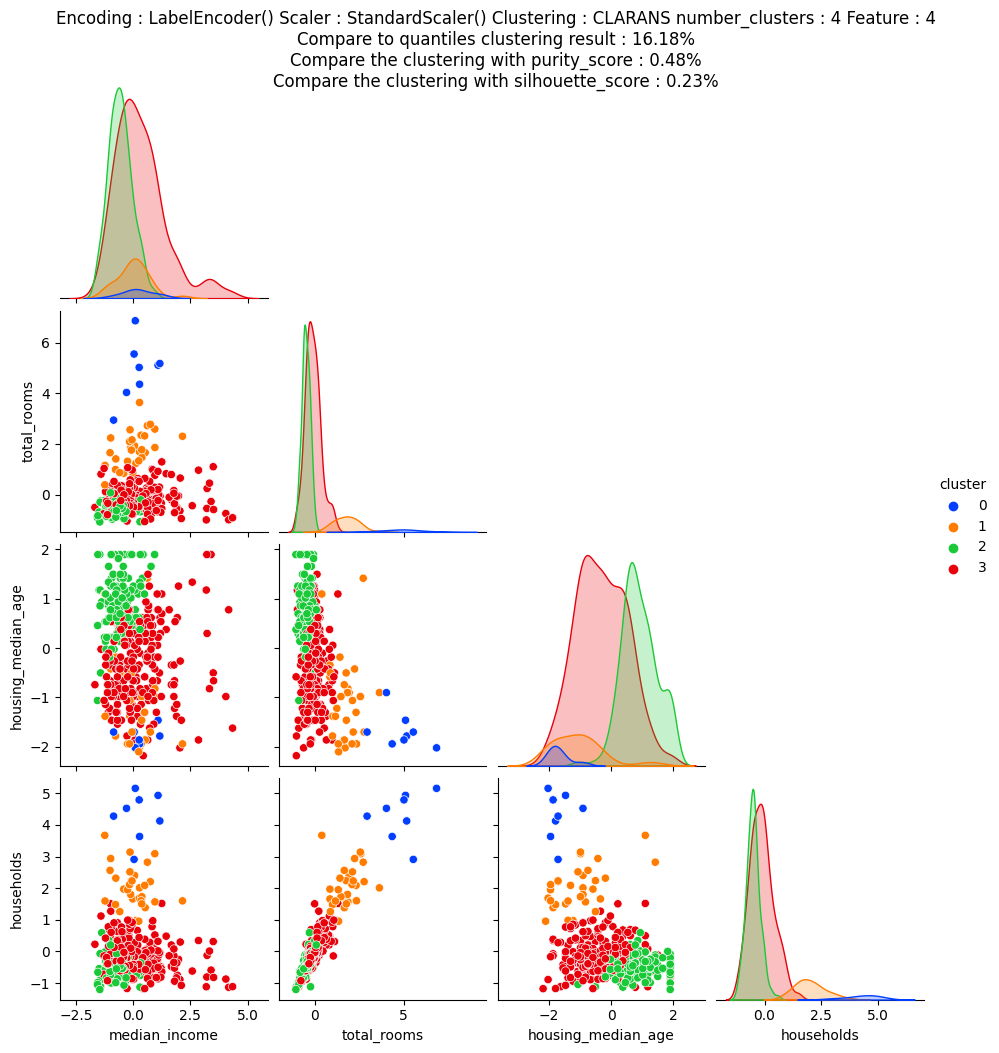 Encoding : LabelEncoder() Scaler : StandardScaler() Clustering : CLARANS number_clusters : 4 Feature : 4
Compare to quantiles clustering result : 16.18%
Compare the clustering with purity_score : 0.48%
Compare the clustering with silhouette_score : 0.23%
6
4
2
0
total_rooms
cluster
0
1
2
3
2
1
0
−1
−2
housing_median_age
5
4
3
2
1
0
−1
households
−2.5 0.0 2.5 5.0
median_income
0 5
total_rooms
−2 0 2
housing_median_age
0.0 2.5 5.0
households